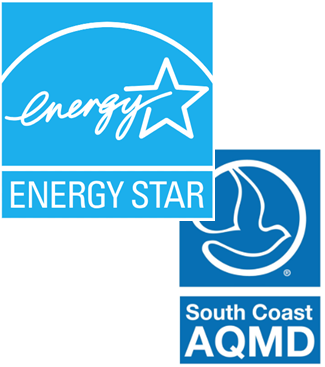 energy
ENERGY STAR
®
South Coast
AQMD